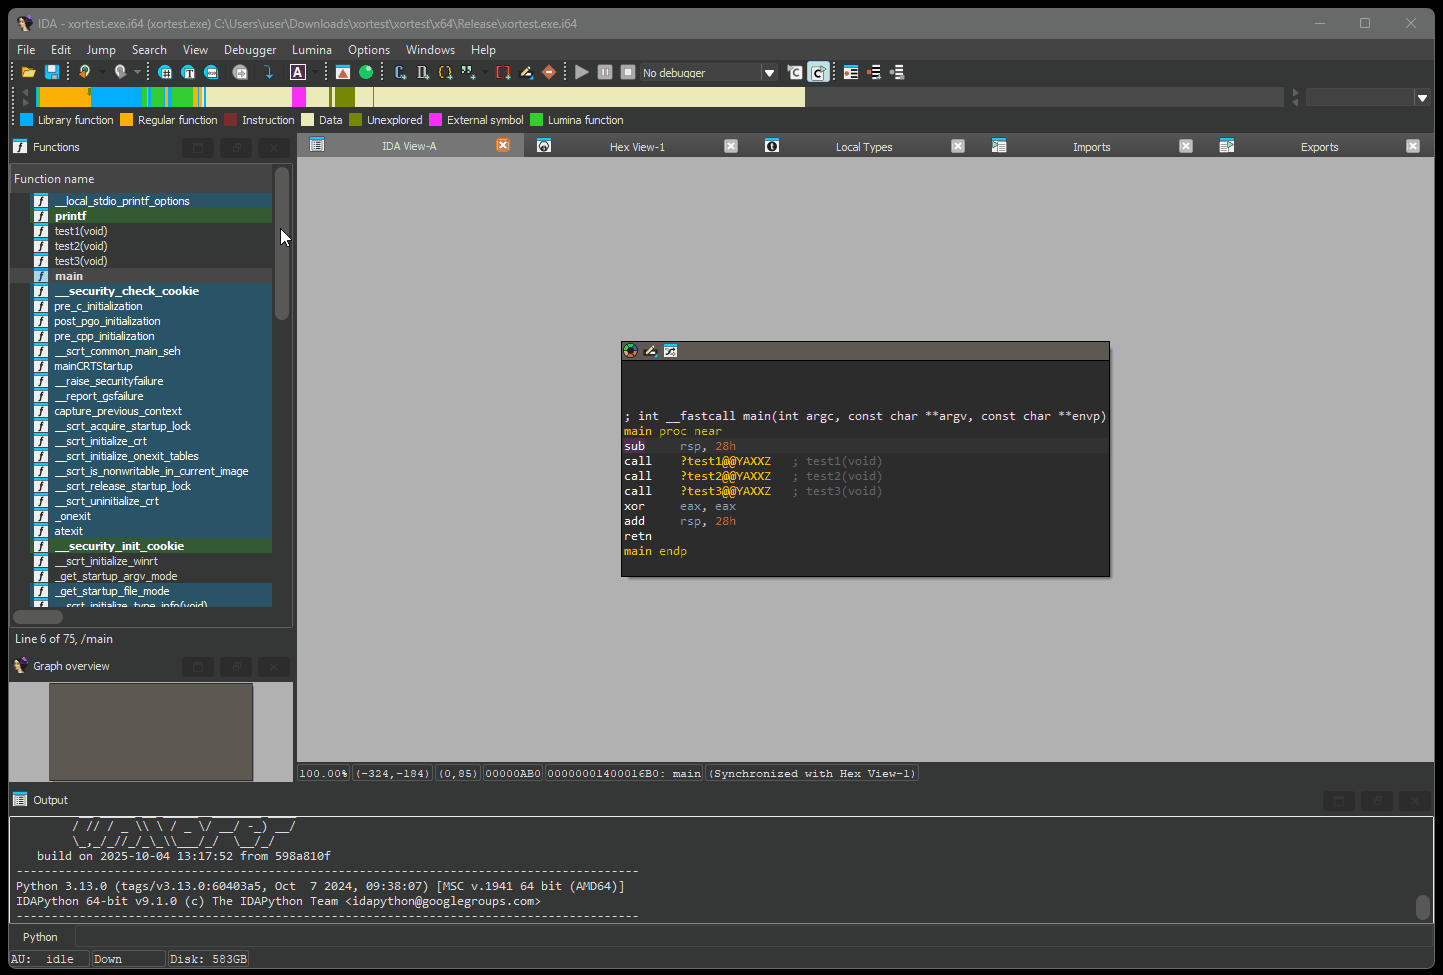 IDA - xortest.exe.i64 (xortest.exe) C:\Users\user\Downloads\xortest\xortest\x64\Release\xortest.exe.i64
File Edit Jump Search View Debugger Lumina Options Windows Help
A No debugger
Library function Regular function Instruction Data Unexplored External symbol Lumina function
Functions
IDA View-A Hex View-1 Local Types Imports Exports
Function name
__local_stdio_printf_options
printf
test1(void)
test2(void)
test3(void)
main
__security_check_cookie
pre_c_initialization
post_pgo_initialization
pre_cpp_initialization
__scrt_common_main_seh
mainCRTStartup
__raise_securityfailure
__report_gsfailure
capture_previous_context
__scrt_acquire_startup_lock
__scrt_initialize_crt
__scrt_initialize_onexit_tables
__scrt_is_nonwritable_in_current_image
__scrt_release_startup_lock
__scrt_uninitialize_crt
_onexit
atexit
__security_init_cookie
__scrt_initialize_winrt
_get_startup_argv_mode
_get_startup_file_mode
__scrt_initialize_type_info(void)
Line 6 of 75, /main
Graph overview
; int __fastcall main(int argc, const char **argv, const char **envp)
main proc near
sub rsp, 28h
call ?test1@@YAXXZ ; test1(void)
call ?test2@@YAXXZ ; test2(void)
call ?test3@@YAXXZ ; test3(void)
xor eax, eax
add rsp, 28h
retn
main endp
100.00% (-324,-184) (0,85) 00000AB0 00000001400016B0: main (Synchronized with Hex View-1)
Output
/ // / _ \\ \ / _ \/ __/ -_) __/
\_,_/_//_/_\_\\___/_/  \__/_/
build on 2025-10-04 13:17:52 from 598a810f
-----------------------------------------------------------------------------------------
Python 3.13.0 (tags/v3.13.0:60403a5, Oct  7 2024, 09:38:07) [MSC v.1941 64 bit (AMD64)]
IDAPython 64-bit v9.1.0 (c) The IDAPython Team <idapython@googlegroups.com>
-----------------------------------------------------------------------------------------
Python
AU: idle Down Disk: 583GB